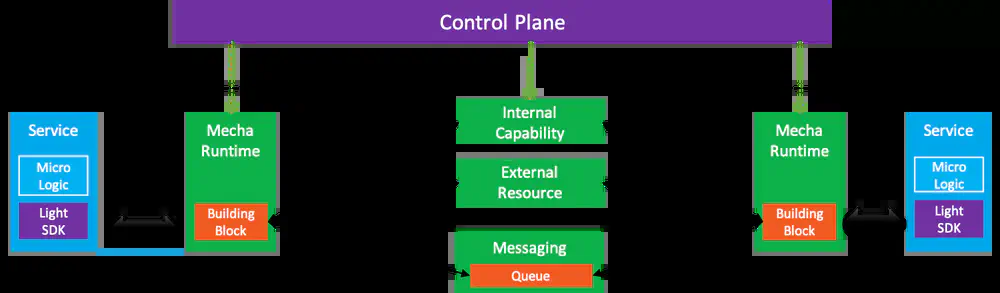 Control Plane
Service
Micro
Logic
Light
SDK
Mecha
Runtime
Building
Block
Internal
Capability
External
Resource
Messaging
Queue
Mecha
Runtime
Building
Block
Service
Micro
Logic
Light
SDK